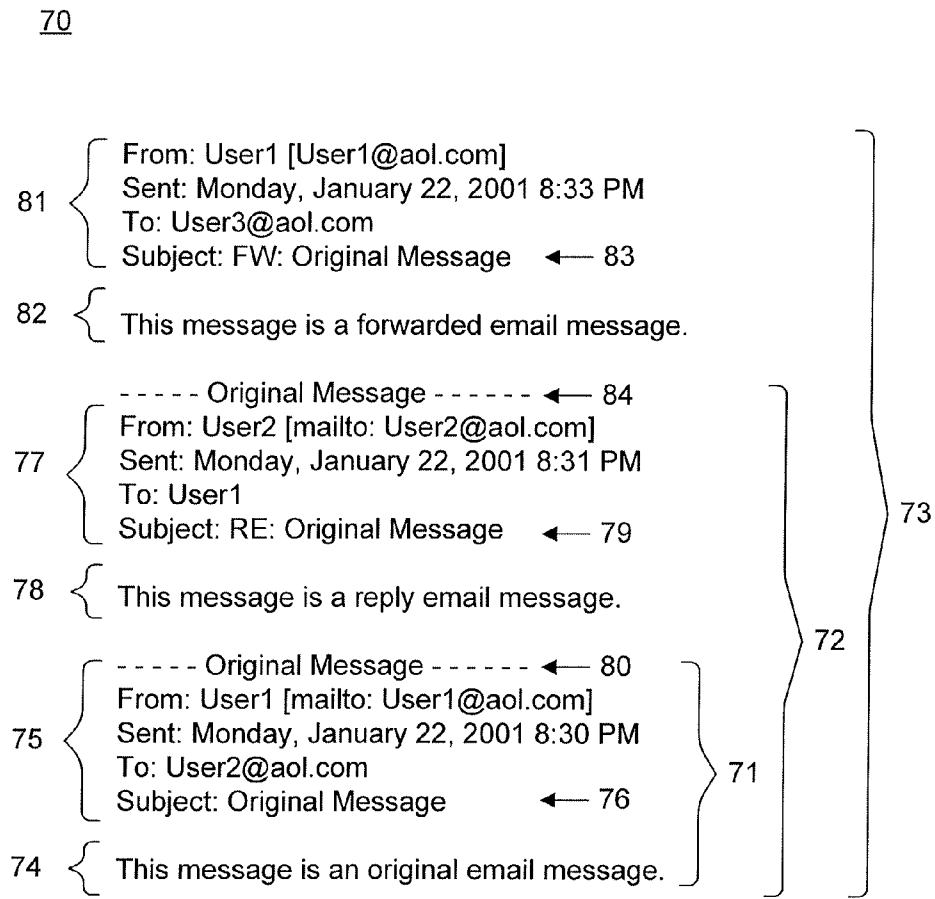 70
81 From: User1 [User1@aol.com]
Sent: Monday, January 22, 2001 8:33 PM
To: User3@aol.com
Subject: FW: Original Message 83
82 This message is a forwarded email message.
- - - - - Original Message - - - - - - 84
77 From: User2 [mailto: User2@aol.com]
Sent: Monday, January 22, 2001 8:31 PM
To: User1
73
Subject: RE: Original Message 79
78 This message is a reply email message.
72
- - - - - Original Message - - - - - - 80
From: User1 [mailto: User1@aol.com]
75 Sent: Monday, January 22, 2001 8:30 PM
To: User2@aol.com 71
Subject: Original Message 76
74 This message is an original email message.